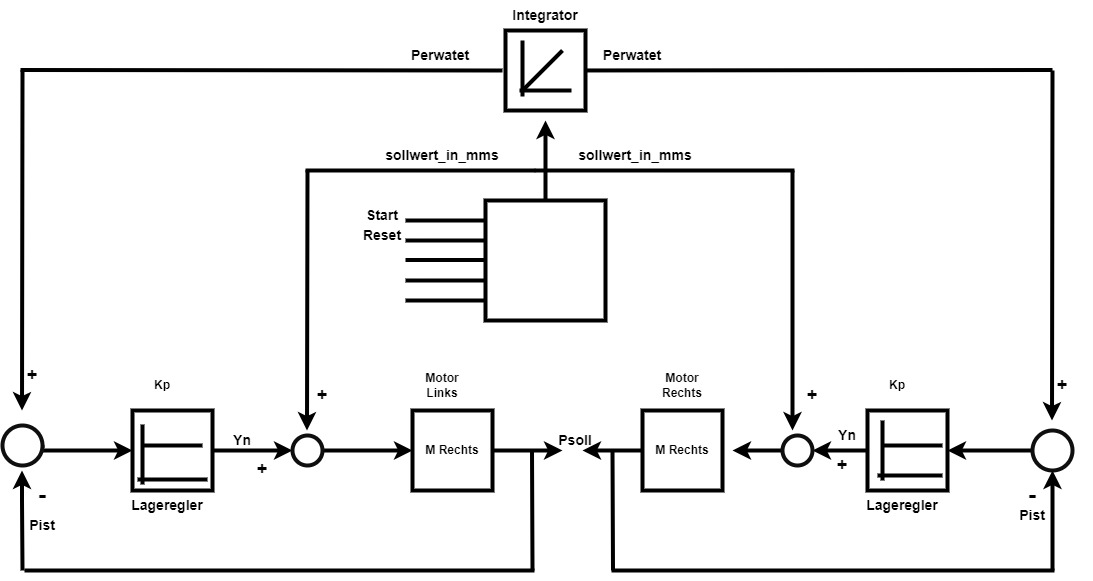 Integrator
Perwatet
Perwatet
sollwert_in_mms
sollwert_in_mms
Start
Reset
+
+
Kp
Motor
Links
Motor
Rechts
Kp
+
+
Yn
M Rechts
Psoll
M Rechts
Yn
+
+
-
Lageregler
Lageregler
-
Pist
Pist